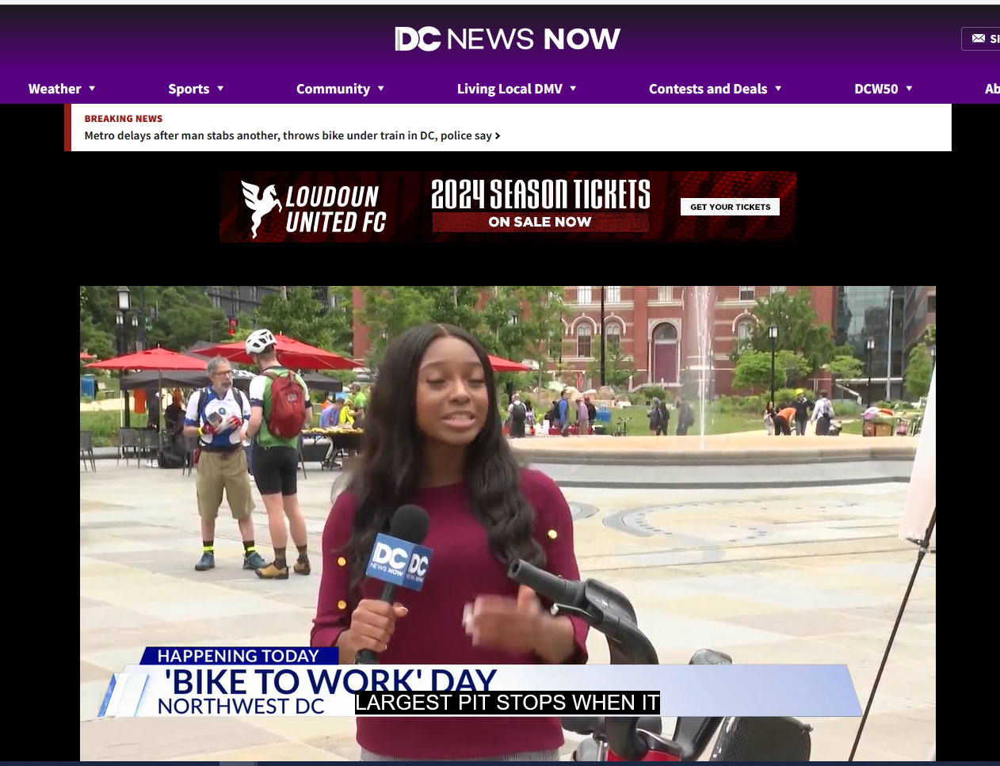 DC NEWS NOW
SI
Weather
Sports
Community
Living Local DMV
Contests and Deals
DCW50
Ab
BREAKING NEWS
Metro delays after man stabs another, throws bike under train in DC, police say
LOUDOUN
UNITED FC
2024 SEASON TICKETS
ON SALE NOW
GET YOUR TICKETS
DC
NEWS NOW
DC
NEWS NOW
HAPPENING TODAY
'BIKE TO WORK' DAY
NORTHWEST DC
LARGEST PIT STOPS WHEN IT